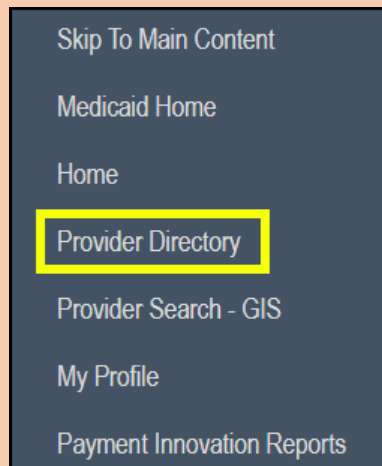 Skip To Main Content
Medicaid Home
Home
Provider Directory
Provider Search - GIS
My Profile
Payment Innovation Reports